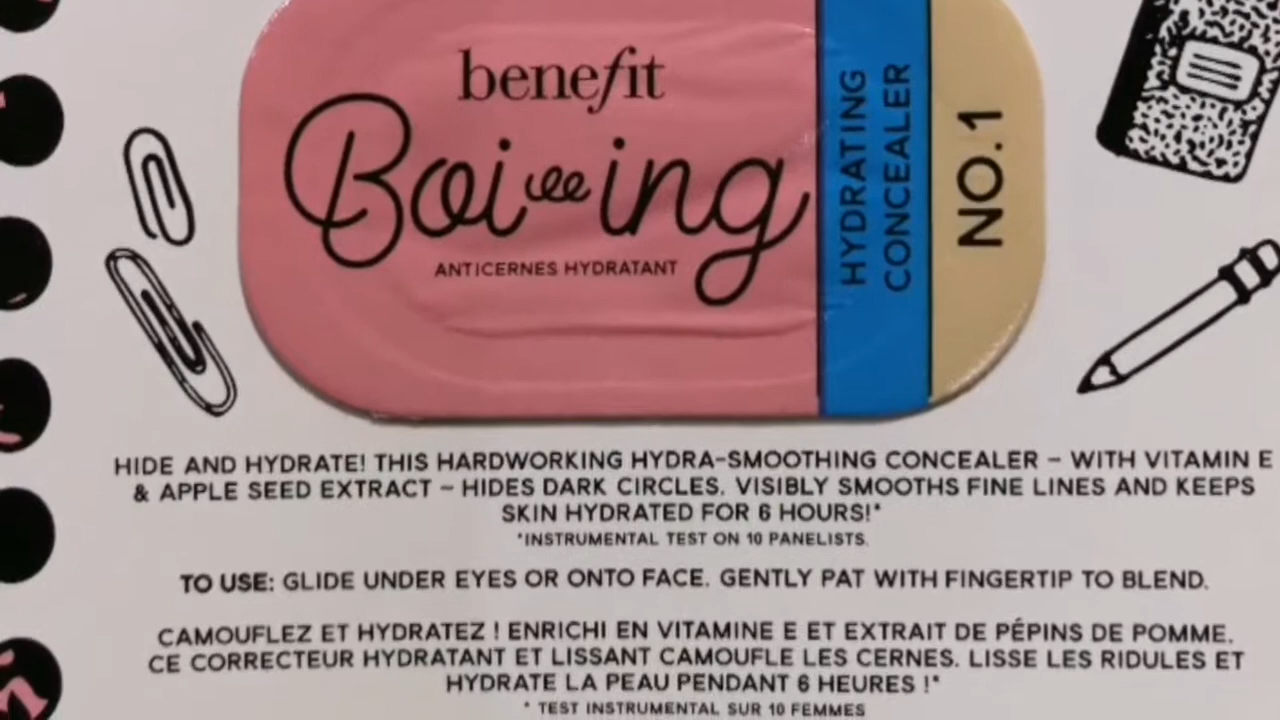 benefit
Boi-ing
ANTICERNES HYDRATANT
HYDRATING
CONCEALER
NO.1
HIDE AND HYDRATE! THIS HARDWORKING HYDRA-SMOOTHING CONCEALER – WITH VITAMIN E
& APPLE SEED EXTRACT – HIDES DARK CIRCLES. VISIBLY SMOOTHS FINE LINES AND KEEPS
SKIN HYDRATED FOR 6 HOURS!*
*INSTRUMENTAL TEST ON 10 PANELISTS.
TO USE: GLIDE UNDER EYES OR ONTO FACE. GENTLY PAT WITH FINGERTIP TO BLEND.
CAMOUFLEZ ET HYDRATEZ ! ENRICHI EN VITAMINE E ET EXTRAIT DE PÉPINS DE POMME.
CE CORRECTEUR HYDRATANT ET LISSANT CAMOUFLE LES CERNES. LISSE LES RIDULES ET
HYDRATE LA PEAU PENDANT 6 HEURES !*
* TEST INSTRUMENTAL SUR 10 FEMMES